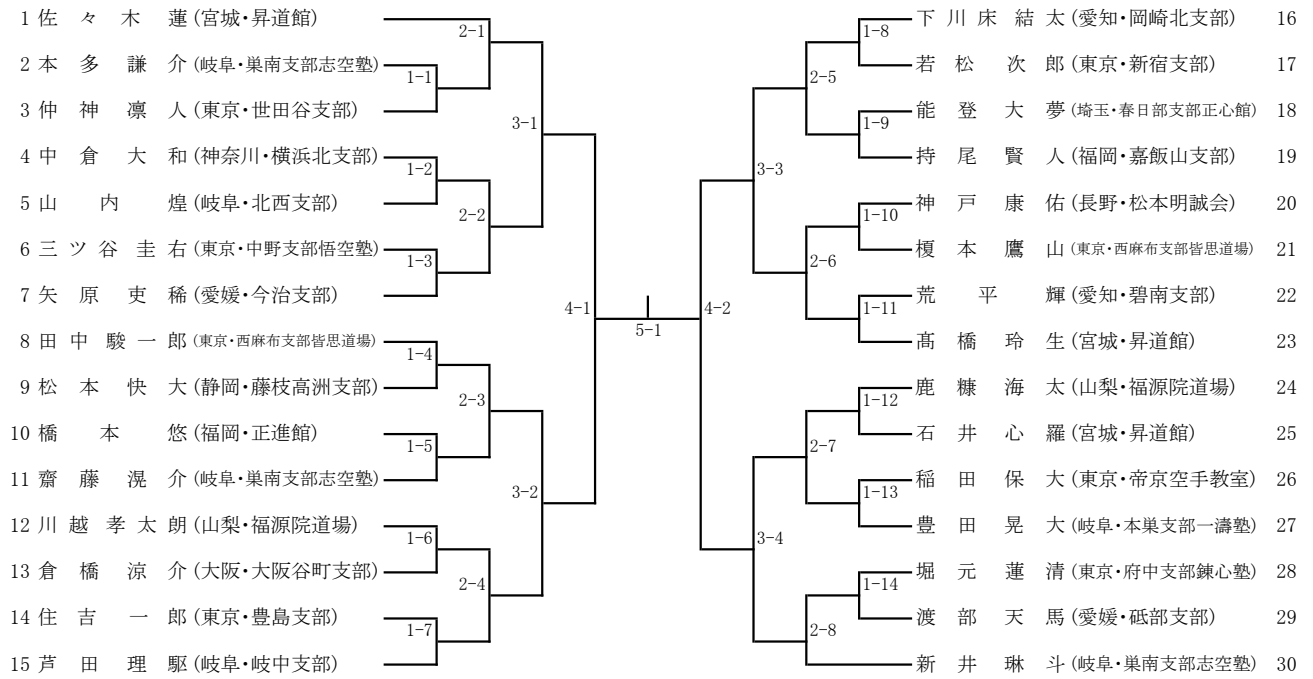 1 佐々木 蓮 (宮城・昇道館)
2 本多謙介 (岐阜・巣南支部志空塾)
3 仲神凛人 (東京・世田谷支部)
4 中倉大和 (神奈川・横浜北支部)
5 山内 煌 (岐阜・北西支部)
6 三ツ谷圭右 (東京・中野支部悟空塾)
7 矢原吏稀 (愛媛・今治支部)
8 田中駿一郎 (東京・西麻布支部皆思道場)
9 松本快大 (静岡・藤枝高洲支部)
10 橋本 悠 (福岡・正進館)
11 齋藤滉介 (岐阜・巣南支部志空塾)
12 川越孝太朗 (山梨・福源院道場)
13 倉橋涼介 (大阪・大阪谷町支部)
14 住吉一郎 (東京・豊島支部)
15 芦田理駆 (岐阜・岐中支部)
2-1
1-1
3-1
1-2
2-2
1-3
4-1
1-4
2-3
1-5
3-2
1-6
2-4
1-7
5-1
1-8
2-5
1-9
3-3
1-10
2-6
1-11
4-2
1-12
2-7
1-13
3-4
1-14
2-8
下川床結太 (愛知・岡崎北支部) 16
若松次郎 (東京・新宿支部) 17
能登大夢 (埼玉・春日部支部正心館) 18
持尾賢人 (福岡・嘉飯山支部) 19
神戸康佑 (長野・松本明誠会) 20
榎本鷹山 (東京・西麻布支部皆思道場) 21
荒平 輝 (愛知・碧南支部) 22
髙橋玲生 (宮城・昇道館) 23
鹿糠海太 (山梨・福源院道場) 24
石井心羅 (宮城・昇道館) 25
稲田保大 (東京・帝京空手教室) 26
豊田晃大 (岐阜・本巣支部一濤塾) 27
堀元蓮清 (東京・府中支部錬心塾) 28
渡部天馬 (愛媛・砥部支部) 29
新井琳斗 (岐阜・巣南支部志空塾) 30